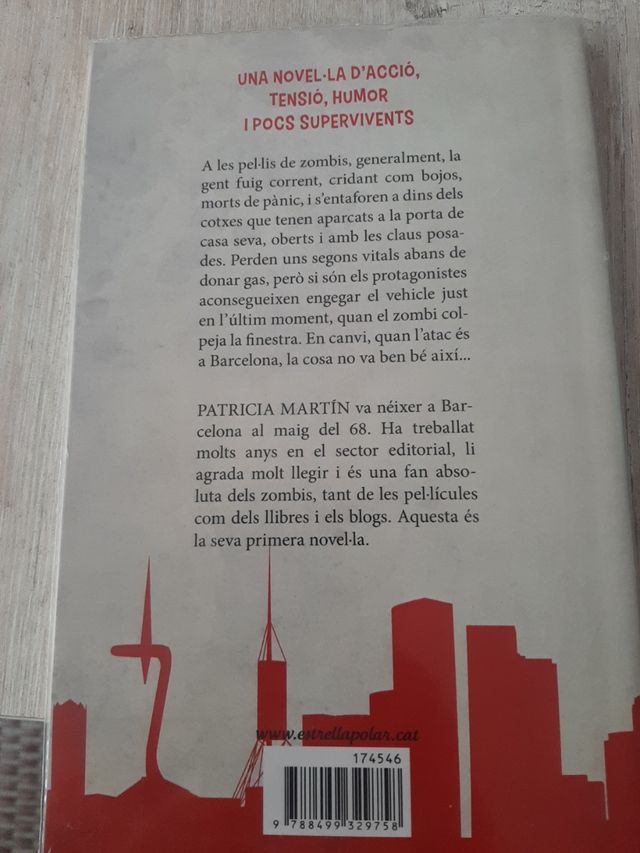 UNA NOVEL·LA D'ACCIÓ,
TENSIÓ, HUMOR
I POCS SUPERVIVENTS
A les pel·lis de zombis, generalment, la
gent fuig corrent, cridant com bojos,
morts de pànic, i s'entaforen a dins dels
cotxes que tenen aparcats a la porta de
casa seva, oberts i amb les claus posa-
des. Perden uns segons vitals abans de
donar gas, però si són els protagonistes
aconsegueixen engegar el vehicle just
en l'últim moment, quan el zombi col-
peja la finestra. En canvi, quan l'atac és
a Barcelona, la cosa no va ben bé així...
PATRICIA MARTÍN va néixer a Bar-
celona al maig del 68. Ha treballat
molts anys en el sector editorial, li
agrada molt llegir i és una fan abso-
luta dels zombis, tant de les pel·lícules
com dels llibres i els blogs. Aquesta és
la seva primera novel·la.
www.estrellapolar.cat
174546
9 788499 329758